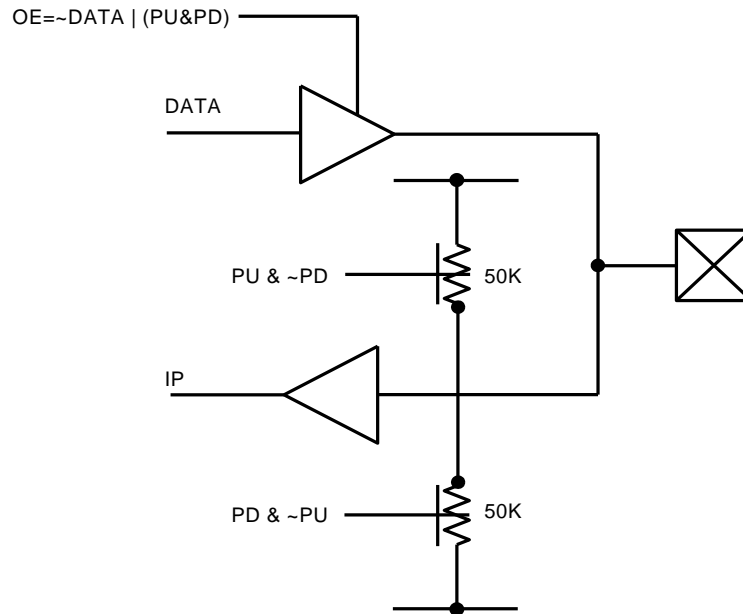 OE=~DATA | (PU&PD)
DATA
PU & ~PD
50K
IP
PD & ~PU
50K